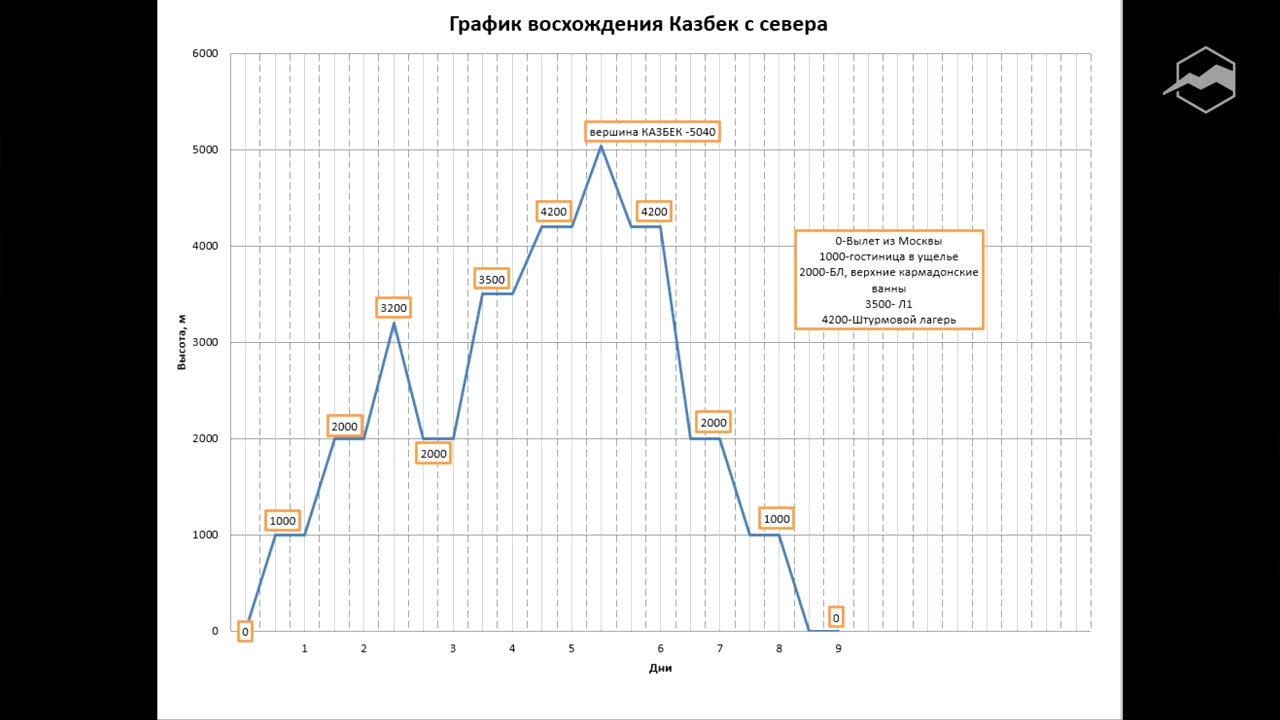 График восхождения Казбек с севера
6000
5000
4000
3000
2000
1000
0
Высота, м
0
1000
2000
3200
2000
3500
4200
вершина КАЗБЕК -5040
4200
2000
1000
0
0-Вылет из Москвы
1000-гостиница в ущелье
2000-БЛ, верхние кармадонские
ванны
3500- Л1
4200-Штурмовой лагерь
1 2 3 4 5 6 7 8 9
Дни